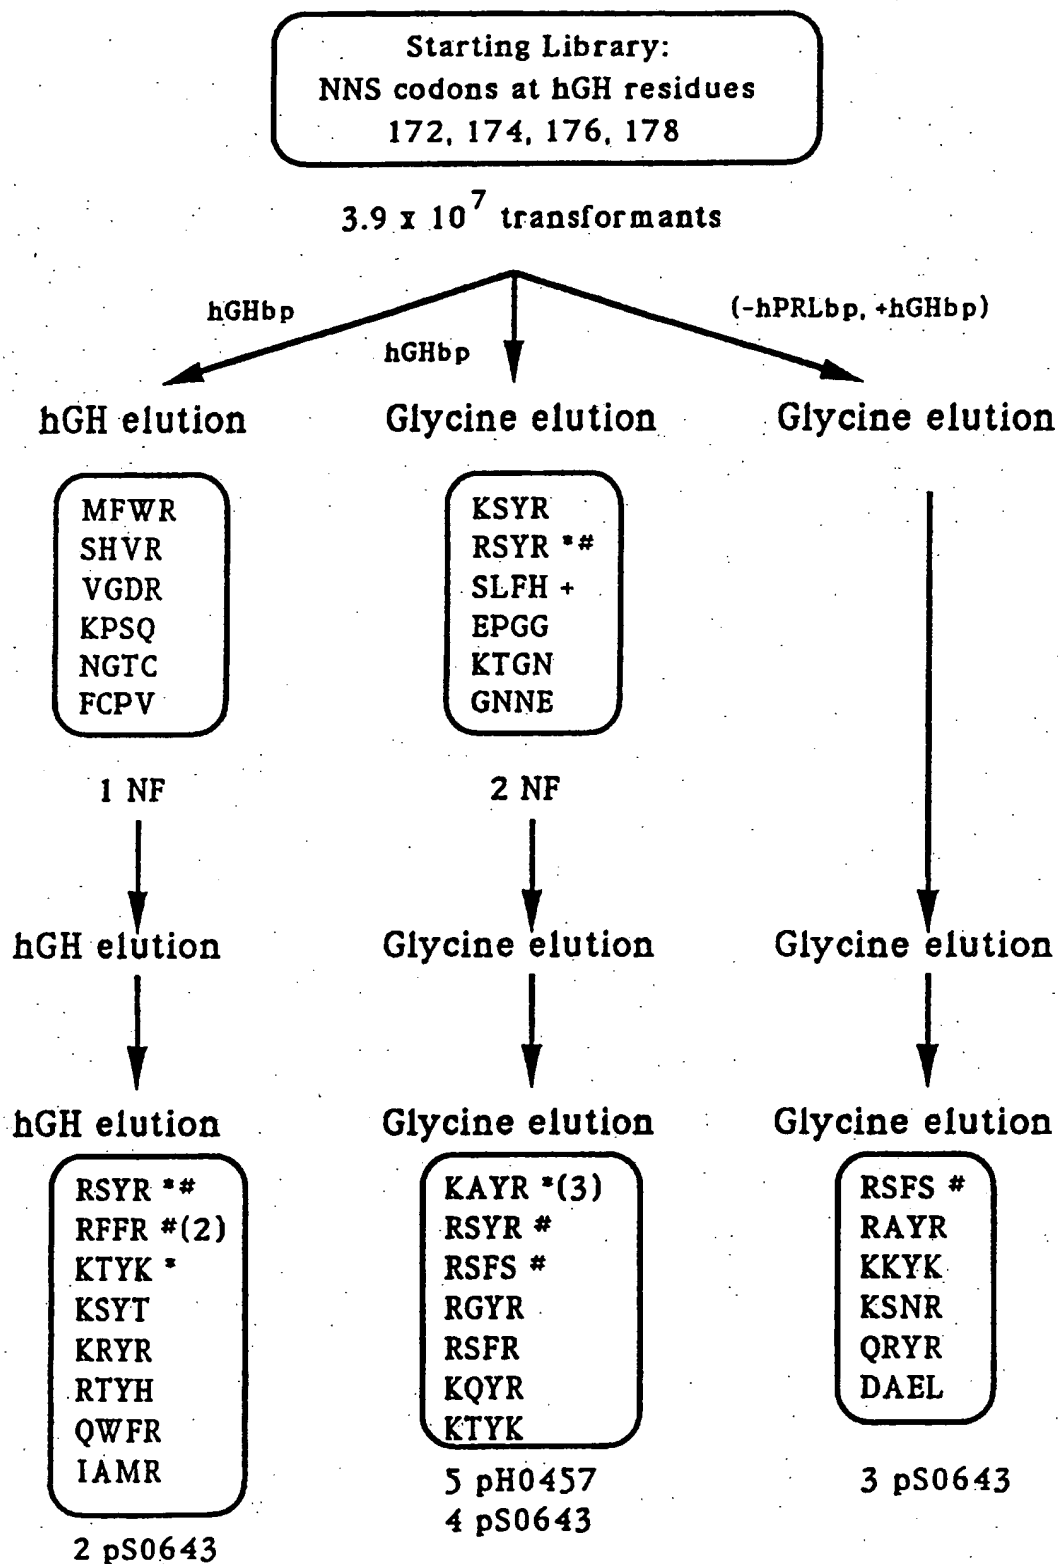 Starting Library:
NNS codons at hGH residues
172, 174, 176, 178
3.9 x 10^7 transformants
hGHbp
hGHbp
(-hPRLbp, +hGHbp)
hGH elution
Glycine elution
Glycine elution
MFWR
SHVR
VGDR
KPSQ
NGTC
FCPV
1 NF
KSYR
RSYR *#
SLFH +
EPGG
KTGN
GNNE
2 NF
hGH elution
Glycine elution
Glycine elution
hGH elution
Glycine elution
Glycine elution
RSYR *#
RFFR #(2)
KTYK *
KSYT
KRYR
RTYH
QWFR
IAMR
2 pS0643
KAYR *(3)
RSYR #
RSFS #
RGYR
RSFR
KQYR
KTYK
5 pH0457
4 pS0643
RSFS #
RAYR
KKYK
KSNR
QRYR
DAEL
3 pS0643